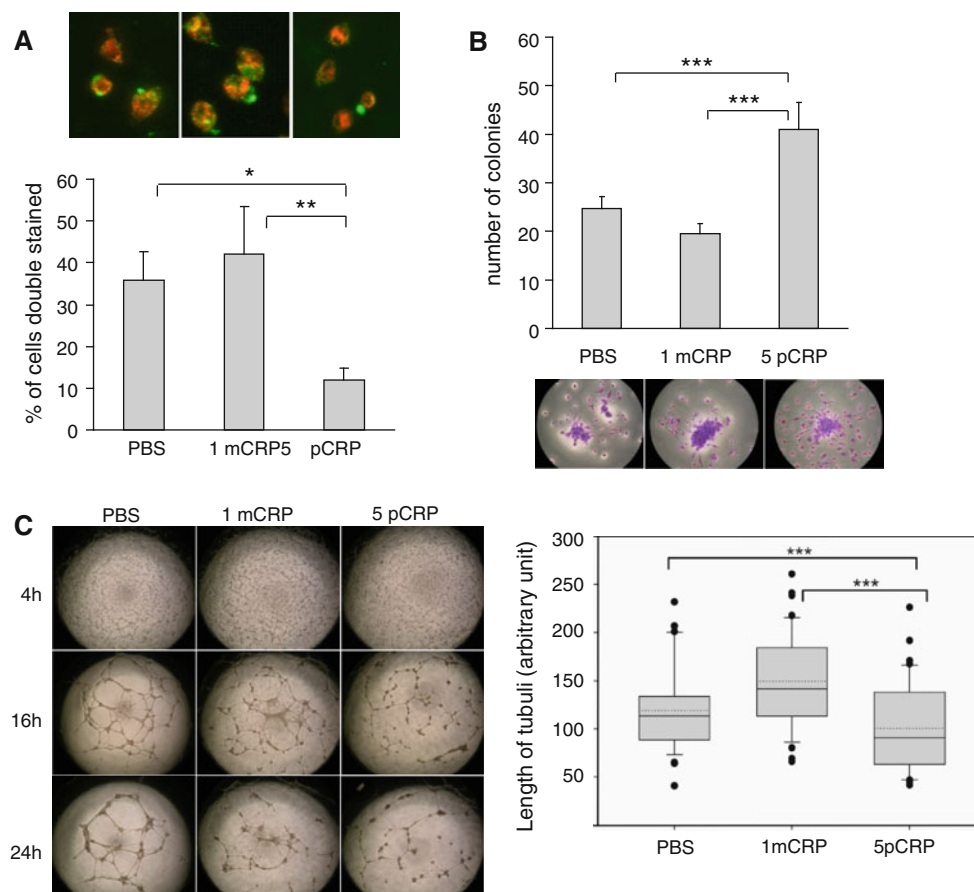 A
*
**
60
50
40
30
20
10
0
% of cells double stained
PBS 1 mCRP5 pCRP
B
***
***
60
50
40
30
20
10
0
number of colonies
PBS 1 mCRP 5 pCRP
C
PBS 1 mCRP 5 pCRP
4h
16h
24h
***
***
300
250
200
150
100
50
Length of tubuli (arbitrary unit)
PBS 1mCRP 5pCRP